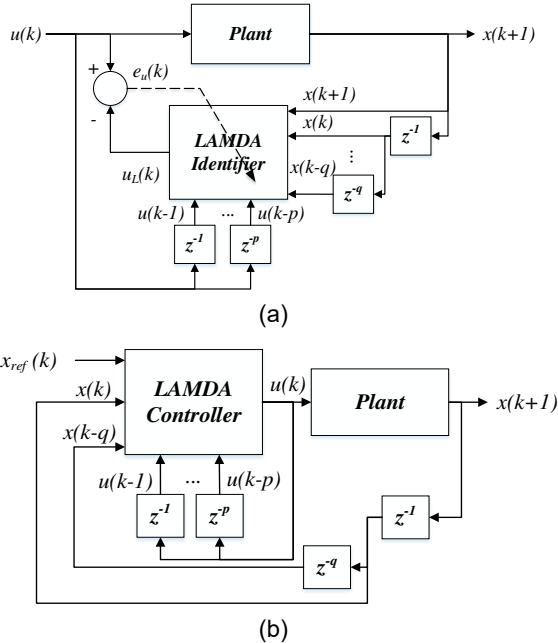 u(k)
Plant
x(k+1)
+
e_u(k)
-
x(k+1)
x(k)
z^-1
LAMDA
Identifier
...
x(k-q)
z^-q
u_L(k)
u(k-1)
...
u(k-p)
z^-1
z^-p
(a)
x_ref (k)
x(k)
x(k-q)
LAMDA
Controller
u(k)
Plant
x(k+1)
u(k-1)
...
u(k-p)
z^-1
z^-p
z^-1
z^-q
(b)